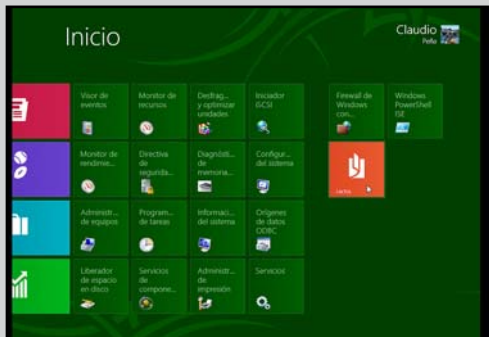 Inicio
Claudio
Peñu
Visor de
eventos
Monitor de
recursos
Desfrag...
y optimizar
unidades
Iniciador
iSCSI
Firewall de
Windows
con...
Windows
PowerShell
ISE
Monitor de
rendimie...
Directiva
de
segurida...
Diagnósti...
de
memoria...
Configur...
del sistema
Administr...
de equipos
Program...
de tareas
Informaci...
del sistema
Orígenes
de datos
ODBC
Liberador
de espacio
en disco
Servicios
de
compone...
Administr...
de
impresión
Servicios